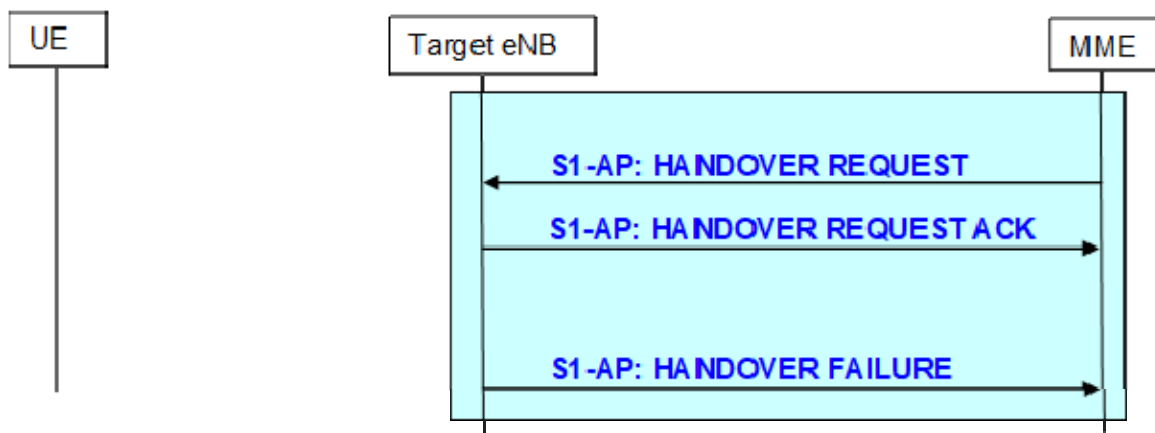 UE
Target eNB
MME
S1-AP: HANDOVER REQUEST
S1-AP: HANDOVER REQUEST ACK
S1-AP: HANDOVER FAILURE